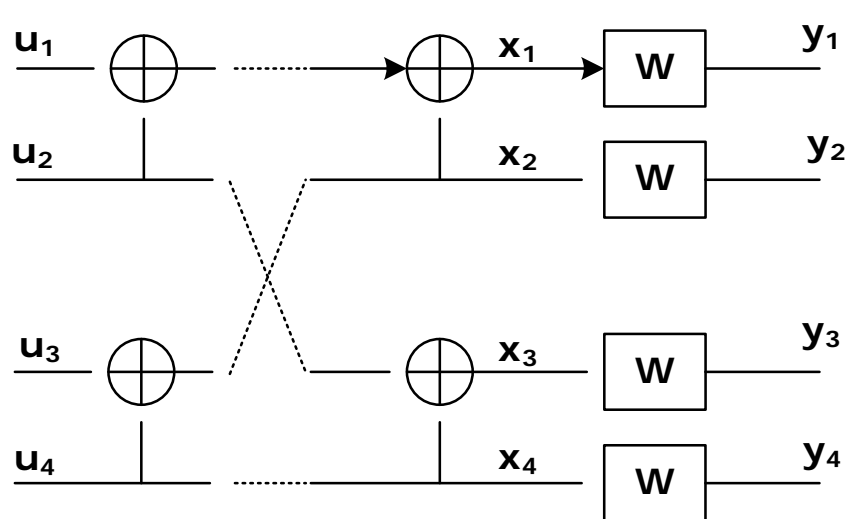 u₁ x₁ W y₁
u₂ x₂ W y₂
u₃ x₃ W y₃
u₄ x₄ W y₄